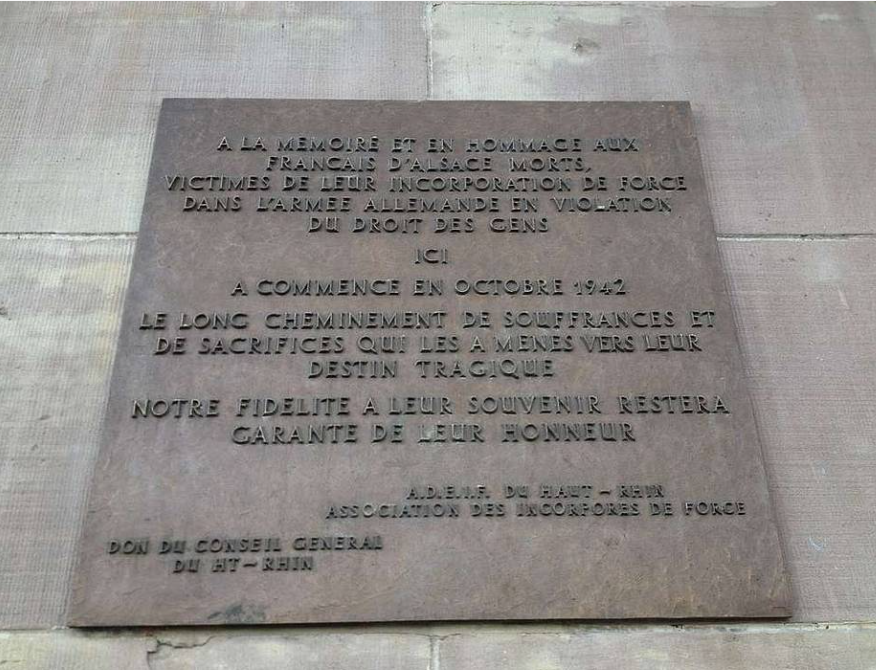 A LA MEMOIRE ET EN HOMMAGE AUX
FRANCAIS D'ALSACE MORTS,
VICTIMES DE LEUR INCORPORATION DE FORCE
DANS L'ARMEE ALLEMANDE EN VIOLATION
DU DROIT DES GENS
ICI
A COMMENCE EN OCTOBRE 1942
LE LONG CHEMINEMENT DE SOUFFRANCES ET
DE SACRIFICES QUI LES A MENES VERS LEUR
DESTIN TRAGIQUE
NOTRE FIDELITE A LEUR SOUVENIR RESTERA
GARANTE DE LEUR HONNEUR
A.D.E.I.F. DU HAUT-RHIN
ASSOCIATION DES INCORPORES DE FORCE
DON DU CONSEIL GENERAL
DU HT-RHIN